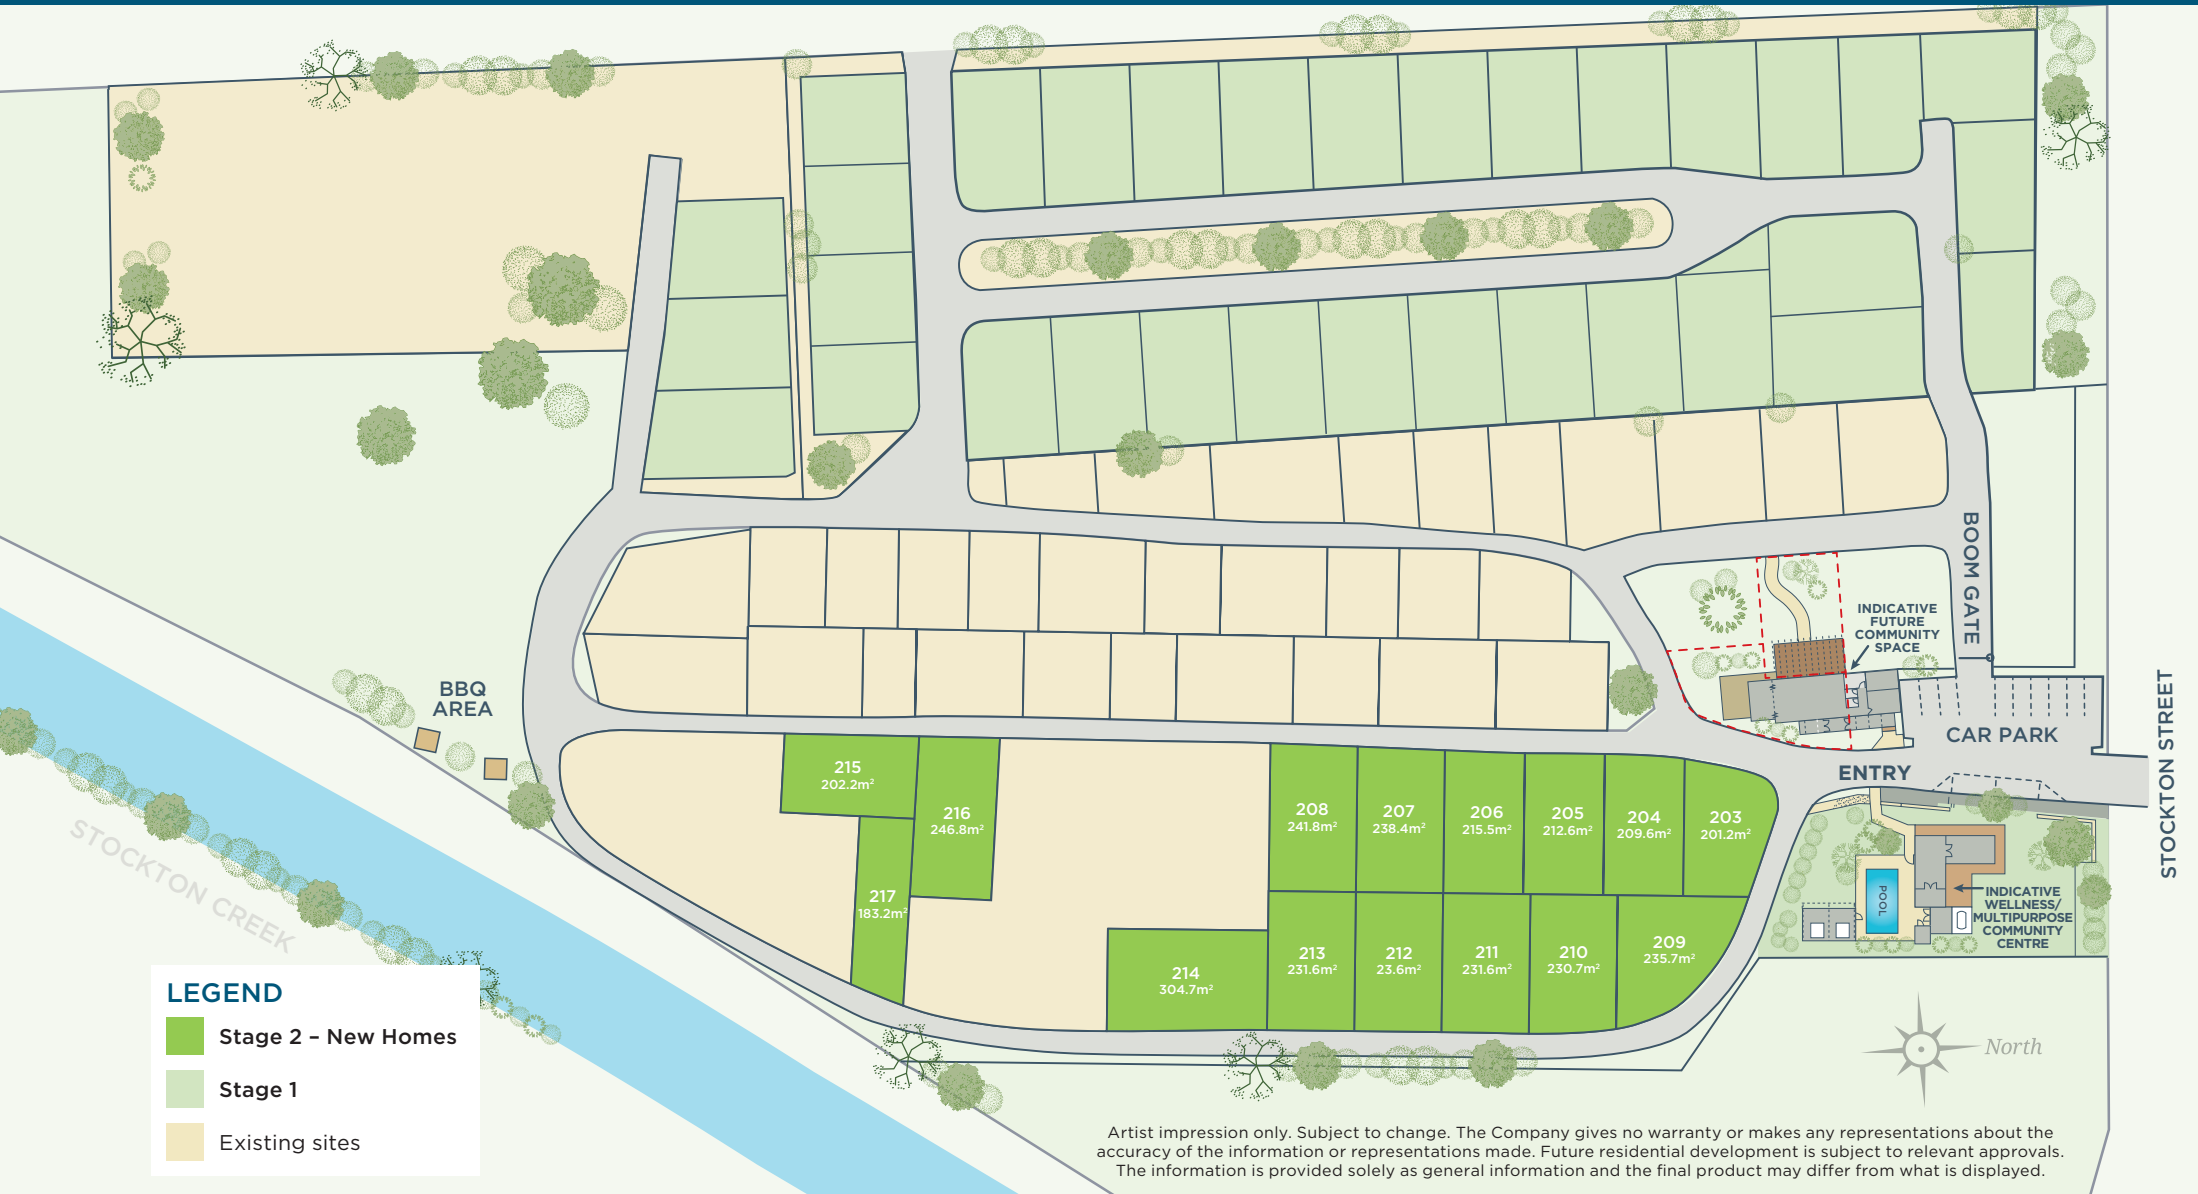 BOOM GATE
INDICATIVE
FUTURE
COMMUNITY
SPACE
BBQ
AREA
CAR PARK
ENTRY
STOCKTON STREET
215
202.2m²
216
246.8m²
217
183.2m²
208
241.8m²
207
238.4m²
206
215.5m²
205
212.6m²
204
209.6m²
203
201.2m²
214
304.7m²
213
231.6m²
212
23.6m²
211
231.6m²
210
230.7m²
209
235.7m²
POOL
INDICATIVE
WELLNESS/
MULTIPURPOSE
COMMUNITY
CENTRE
STOCKTON CREEK
LEGEND
Stage 2 – New Homes
Stage 1
Existing sites
North
Artist impression only. Subject to change. The Company gives no warranty or makes any representations about the
accuracy of the information or representations made. Future residential development is subject to relevant approvals.
The information is provided solely as general information and the final product may differ from what is displayed.